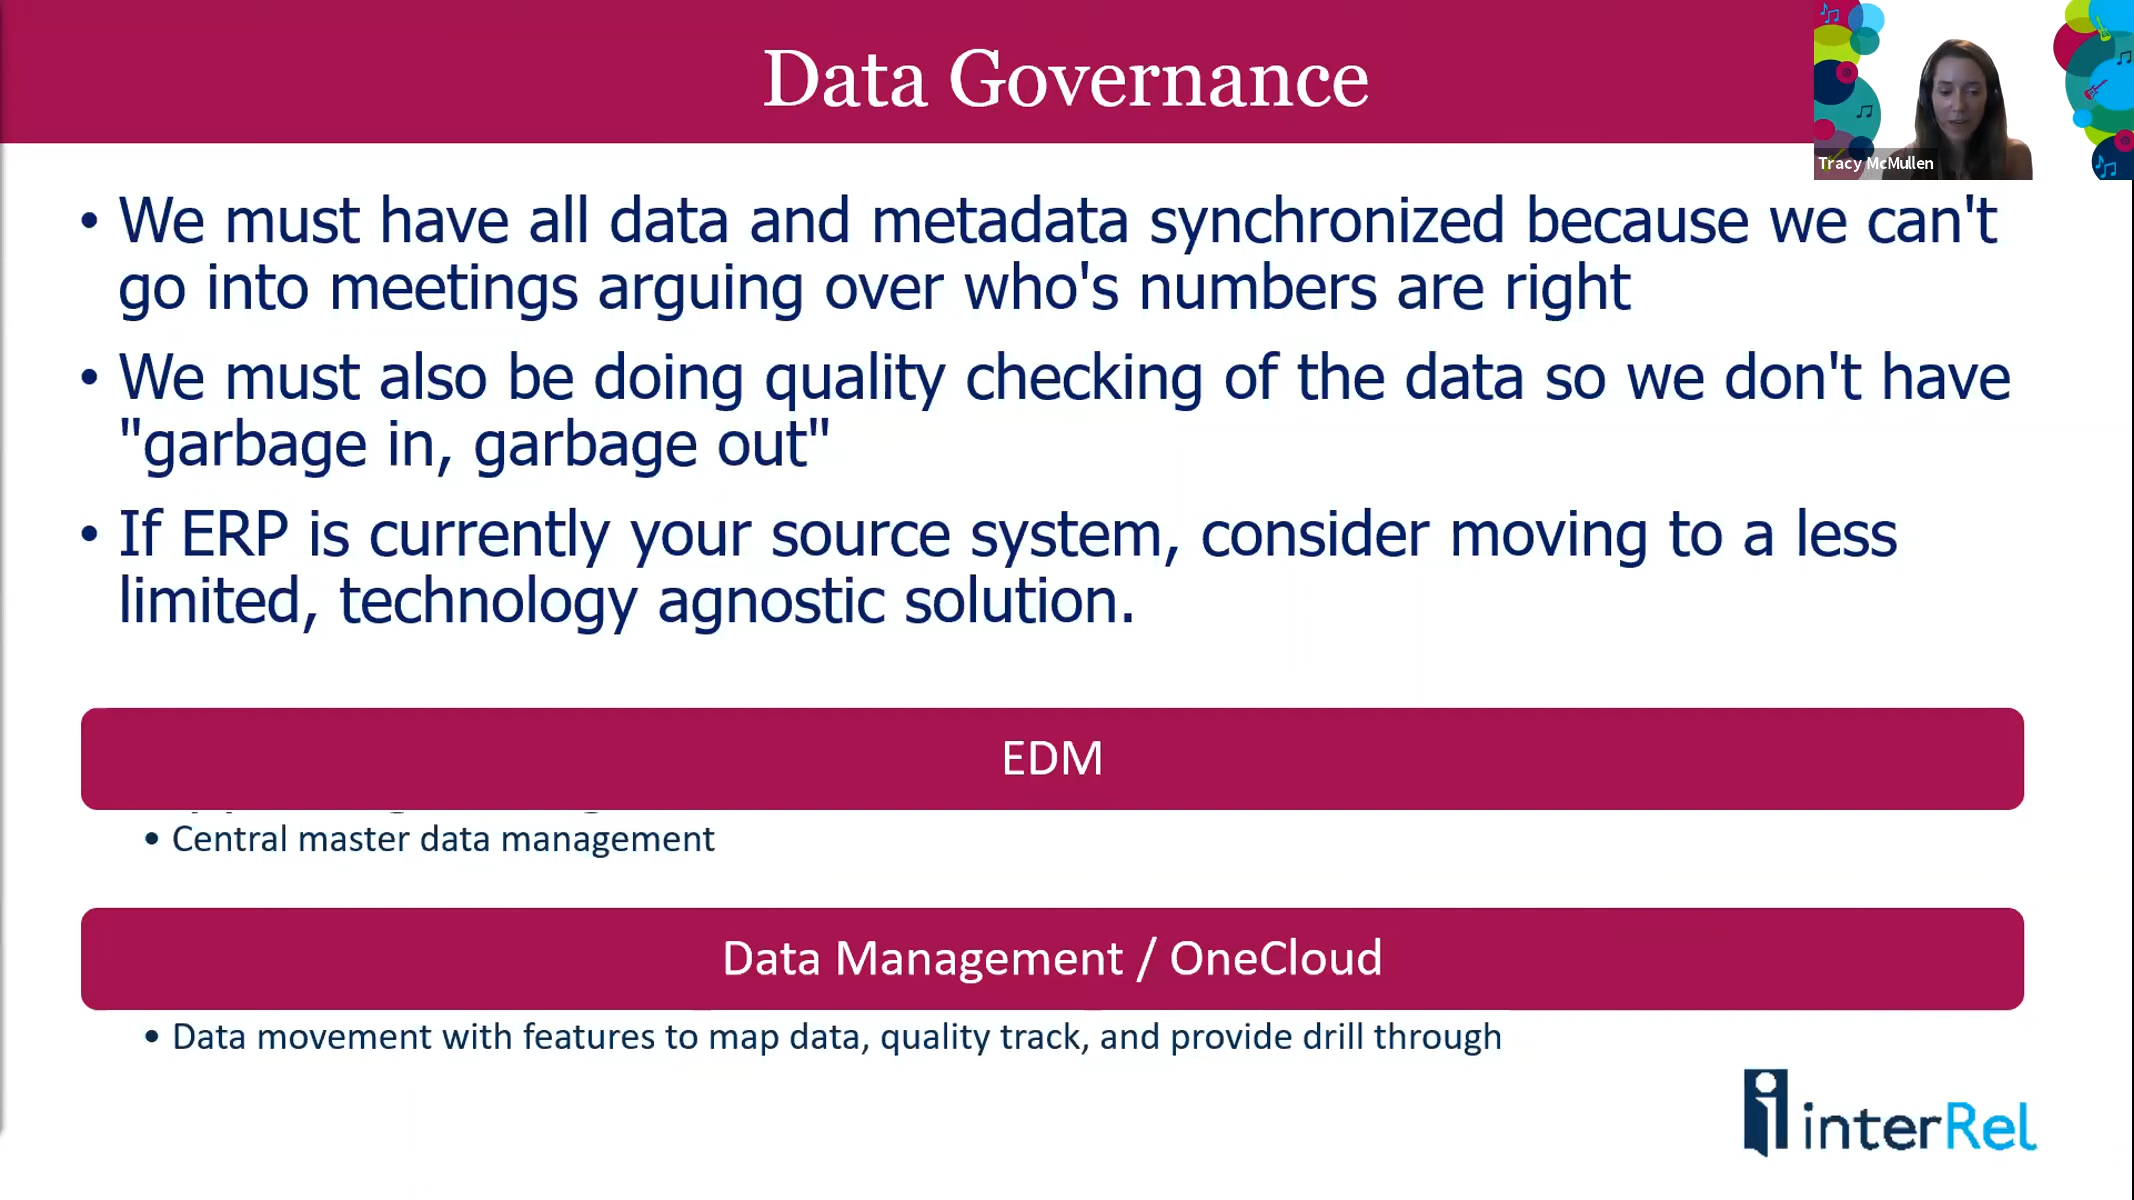 Data Governance
Tracy McMullen
• We must have all data and metadata synchronized because we can't
go into meetings arguing over who's numbers are right
• We must also be doing quality checking of the data so we don't have
"garbage in, garbage out"
• If ERP is currently your source system, consider moving to a less
limited, technology agnostic solution.
EDM
• Central master data management
Data Management / OneCloud
• Data movement with features to map data, quality track, and provide drill through
interRel